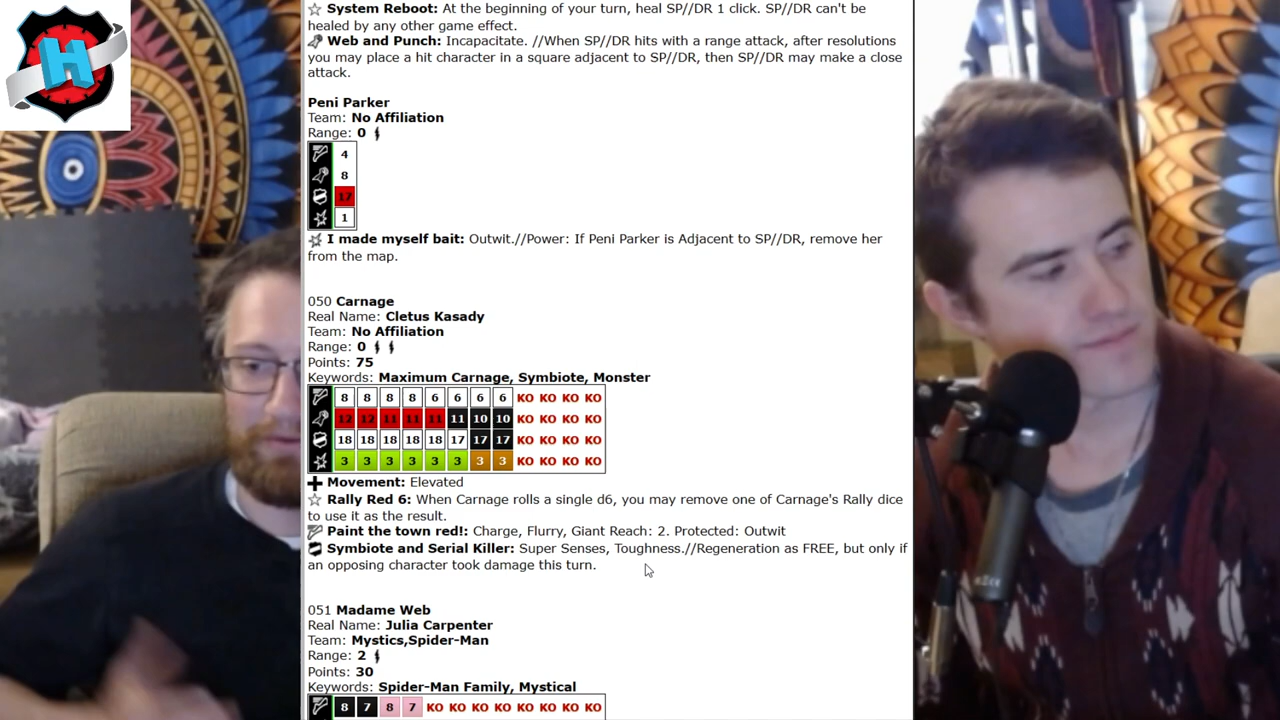 H
System Reboot: At the beginning of your turn, heal SP//DR 1 click. SP//DR can't be
healed by any other game effect.
Web and Punch: Incapacitate. //When SP//DR hits with a range attack, after resolutions
you may place a hit character in a square adjacent to SP//DR, then SP//DR may make a close
attack.
Peni Parker
Team: No Affiliation
Range: 0
4
8
17
1
I made myself bait: Outwit.//Power: If Peni Parker is Adjacent to SP//DR, remove her
from the map.
050 Carnage
Real Name: Cletus Kasady
Team: No Affiliation
Range: 0
Points: 75
Keywords: Maximum Carnage, Symbiote, Monster
8 8 8 8 6 6 6 6 KO KO KO KO
12 12 11 11 11 11 10 10 KO KO KO KO
18 18 18 18 18 17 17 17 KO KO KO KO
3 3 3 3 3 3 3 3 KO KO KO KO
Movement: Elevated
Rally Red 6: When Carnage rolls a single d6, you may remove one of Carnage's Rally dice
to use it as the result.
Paint the town red!: Charge, Flurry, Giant Reach: 2. Protected: Outwit
Symbiote and Serial Killer: Super Senses, Toughness.//Regeneration as FREE, but only if
an opposing character took damage this turn.
051 Madame Web
Real Name: Julia Carpenter
Team: Mystics,Spider-Man
Range: 2
Points: 30
Keywords: Spider-Man Family, Mystical
8 7 8 7 KO KO KO KO KO KO KO KO